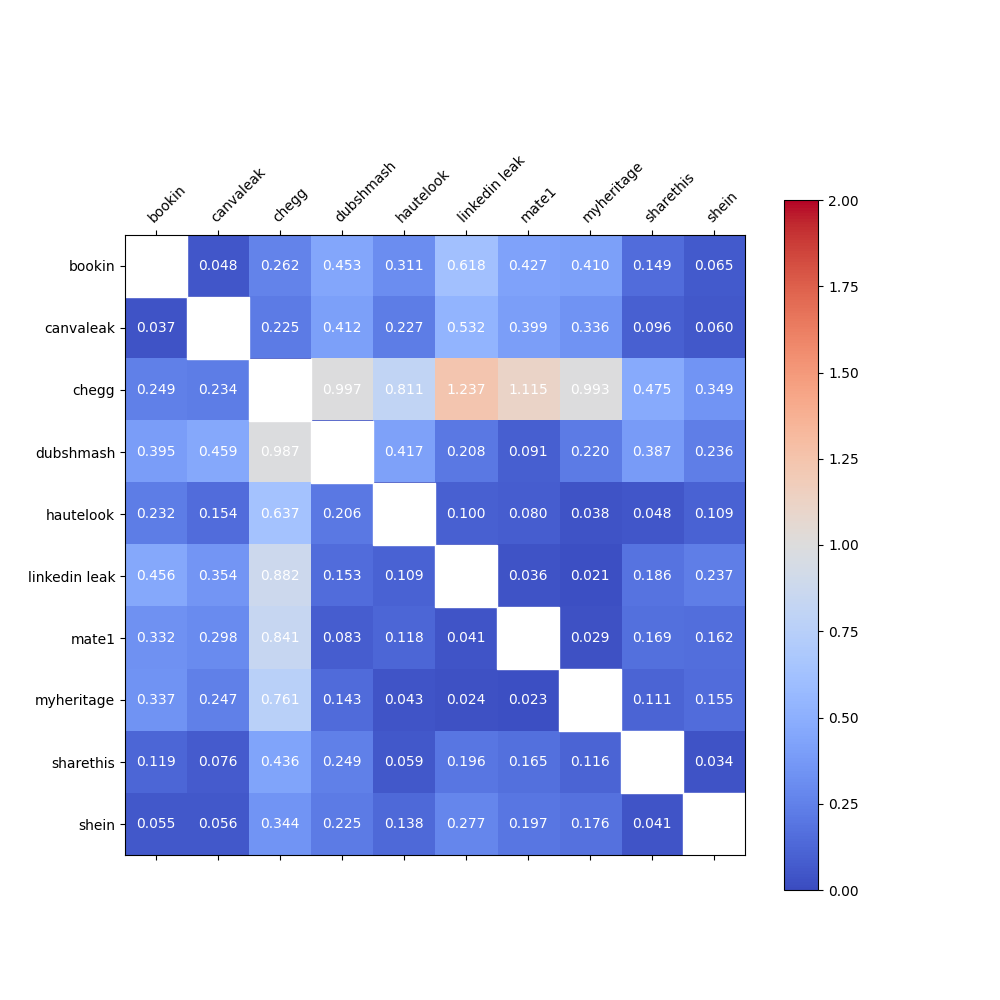 bookin canvaleak chegg dubshmash hautelook linkedin leak mate1 myheritage sharethis shein
bookin 0.048 0.262 0.453 0.311 0.618 0.427 0.410 0.149 0.065
canvaleak 0.037 0.225 0.412 0.227 0.532 0.399 0.336 0.096 0.060
chegg 0.249 0.234 0.997 0.811 1.237 1.115 0.993 0.475 0.349
dubshmash 0.395 0.459 0.987 0.417 0.208 0.091 0.220 0.387 0.236
hautelook 0.232 0.154 0.637 0.206 0.100 0.080 0.038 0.048 0.109
linkedin leak 0.456 0.354 0.882 0.153 0.109 0.036 0.021 0.186 0.237
mate1 0.332 0.298 0.841 0.083 0.118 0.041 0.029 0.169 0.162
myheritage 0.337 0.247 0.761 0.143 0.043 0.024 0.023 0.111 0.155
sharethis 0.119 0.076 0.436 0.249 0.059 0.196 0.165 0.116 0.034
shein 0.055 0.056 0.344 0.225 0.138 0.277 0.197 0.176 0.041
2.00
1.75
1.50
1.25
1.00
0.75
0.50
0.25
0.00